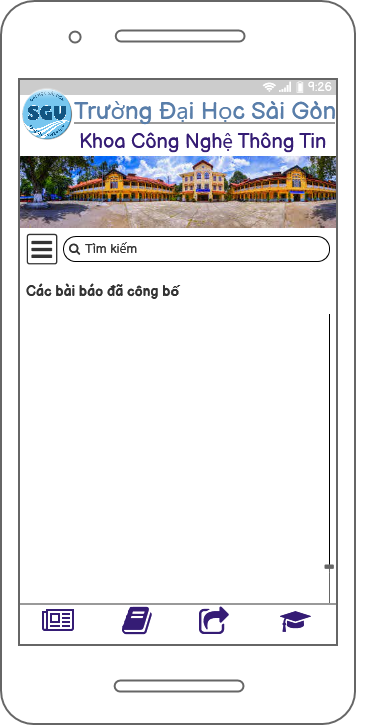 9:26
SGU
Trường Đại Học Sài Gòn
Khoa Công Nghệ Thông Tin
Tìm kiếm
Các bài báo đã công bố